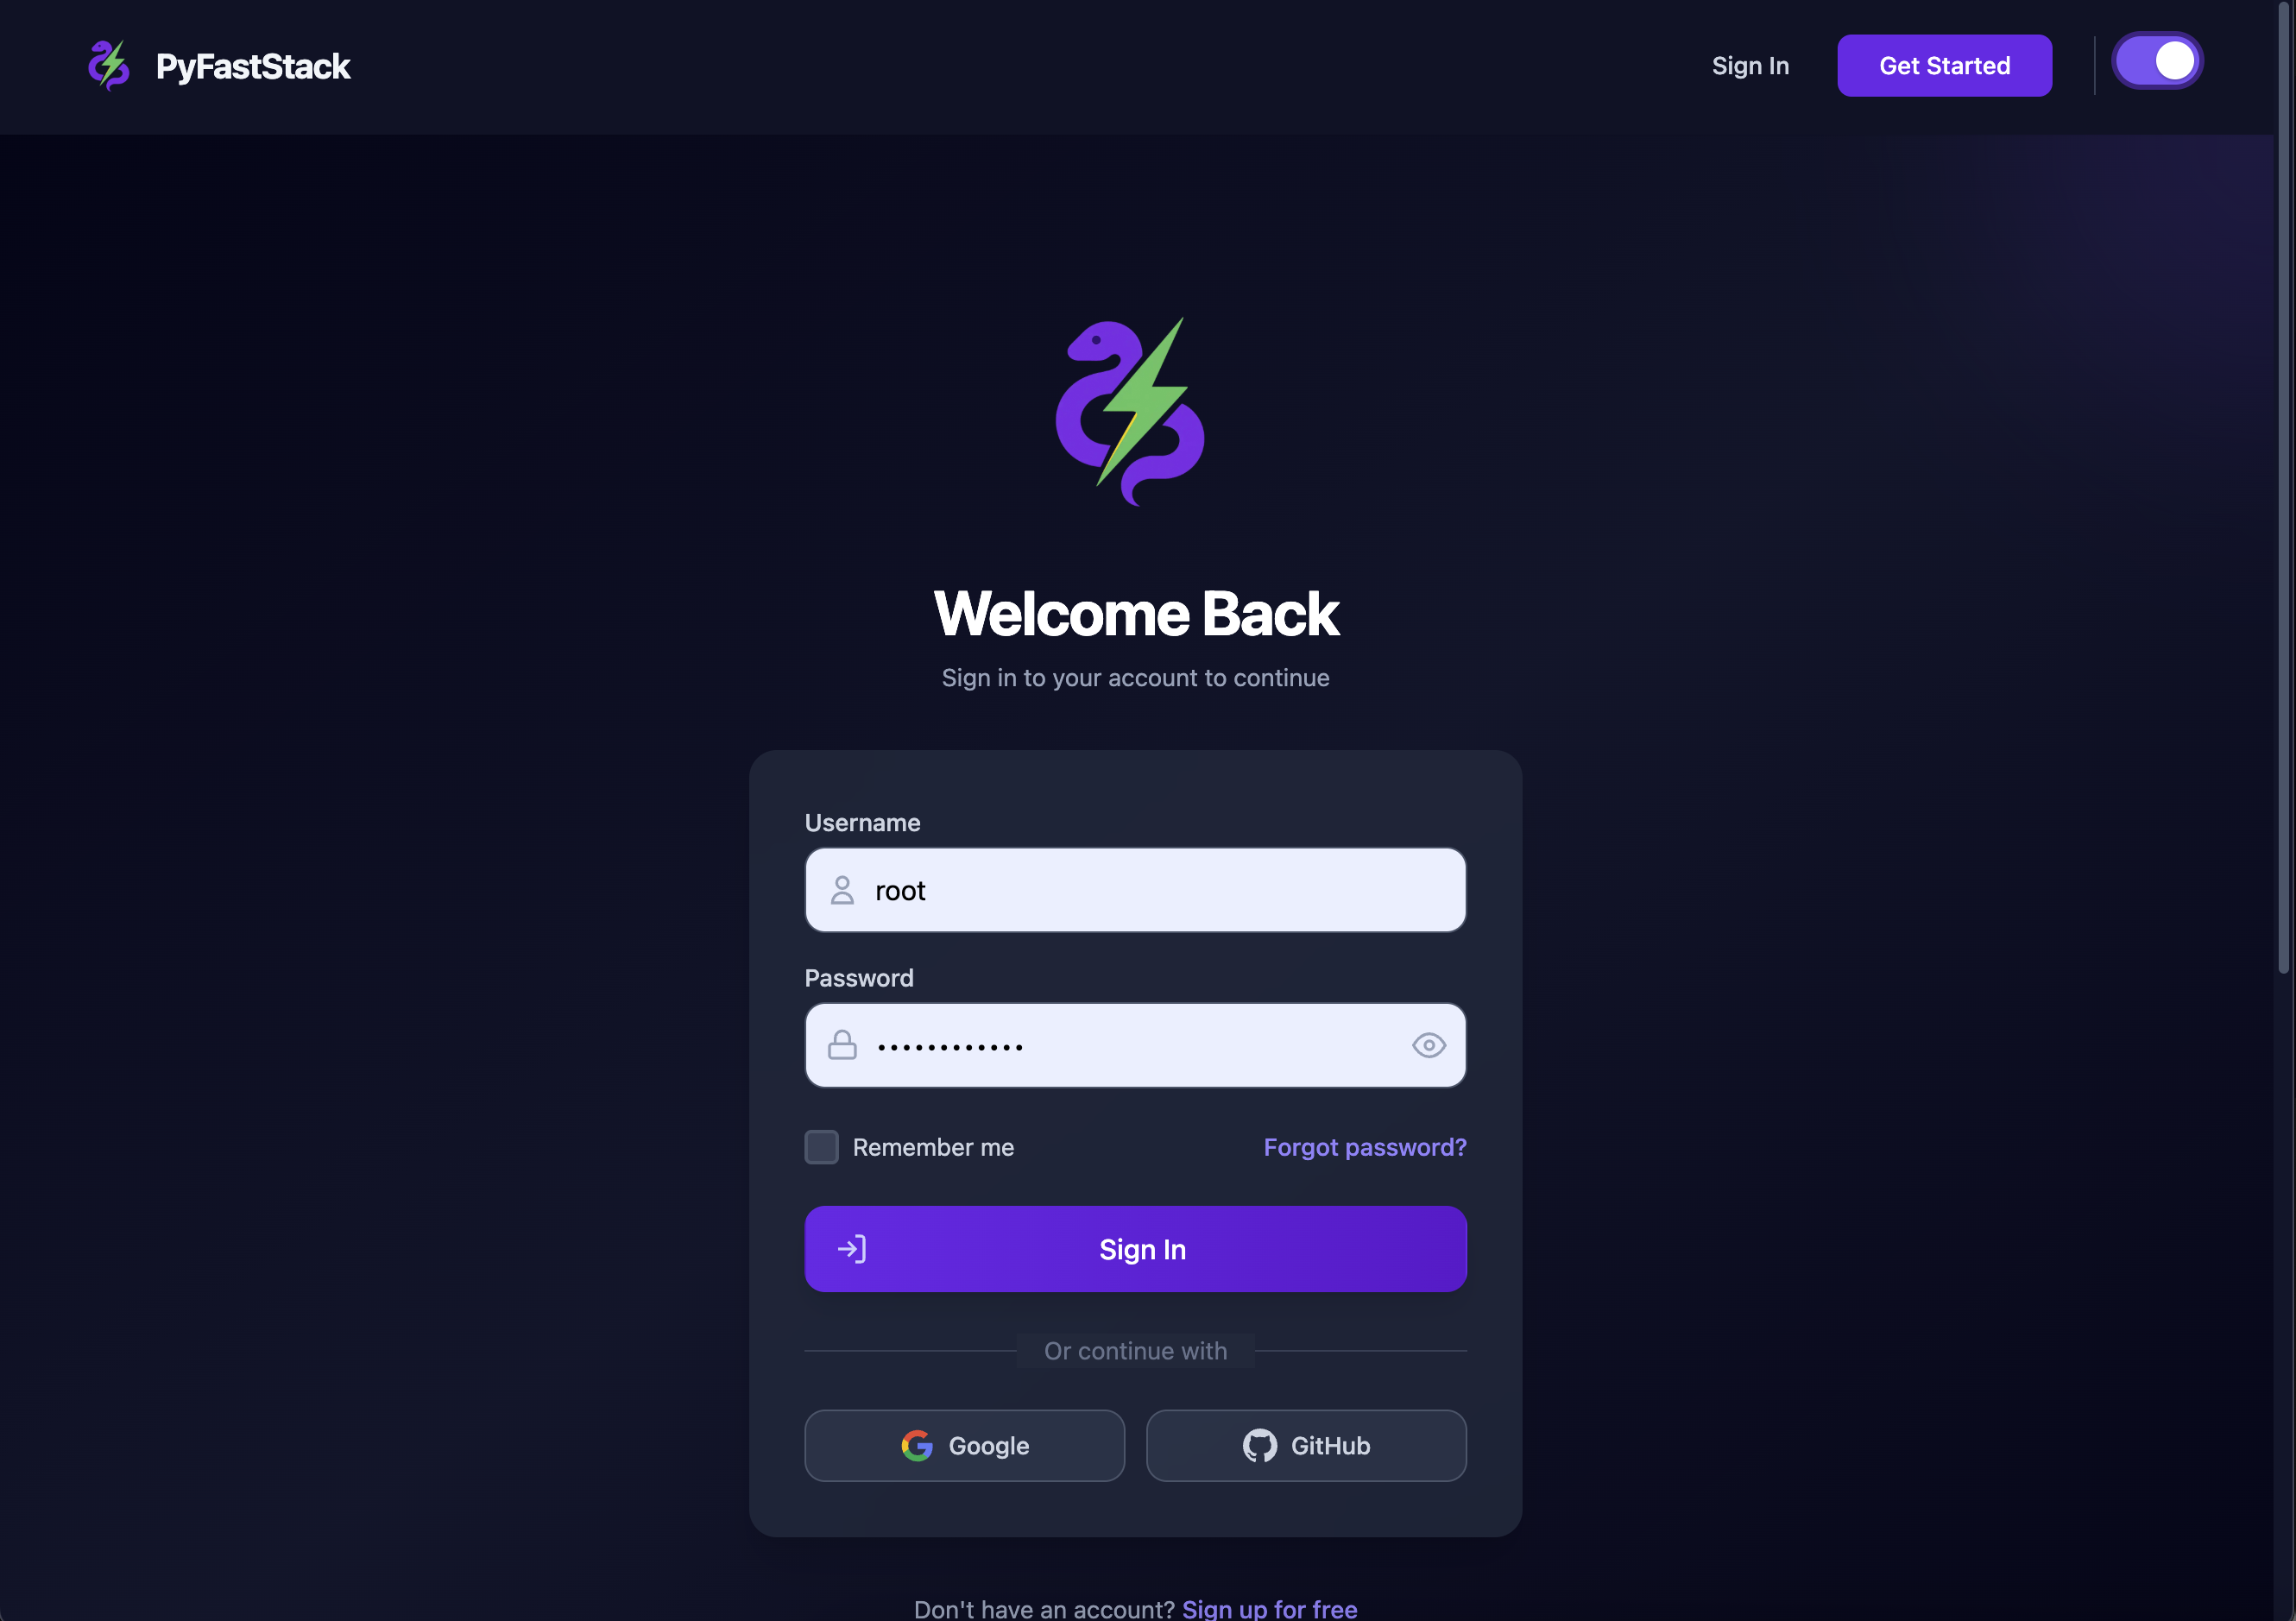 PyFastStack
Sign In
Get Started
Welcome Back
Sign in to your account to continue
Username
root
Password
••••••••••••
Remember me
Forgot password?
Sign In
Or continue with
Google
GitHub
Don't have an account? Sign up for free